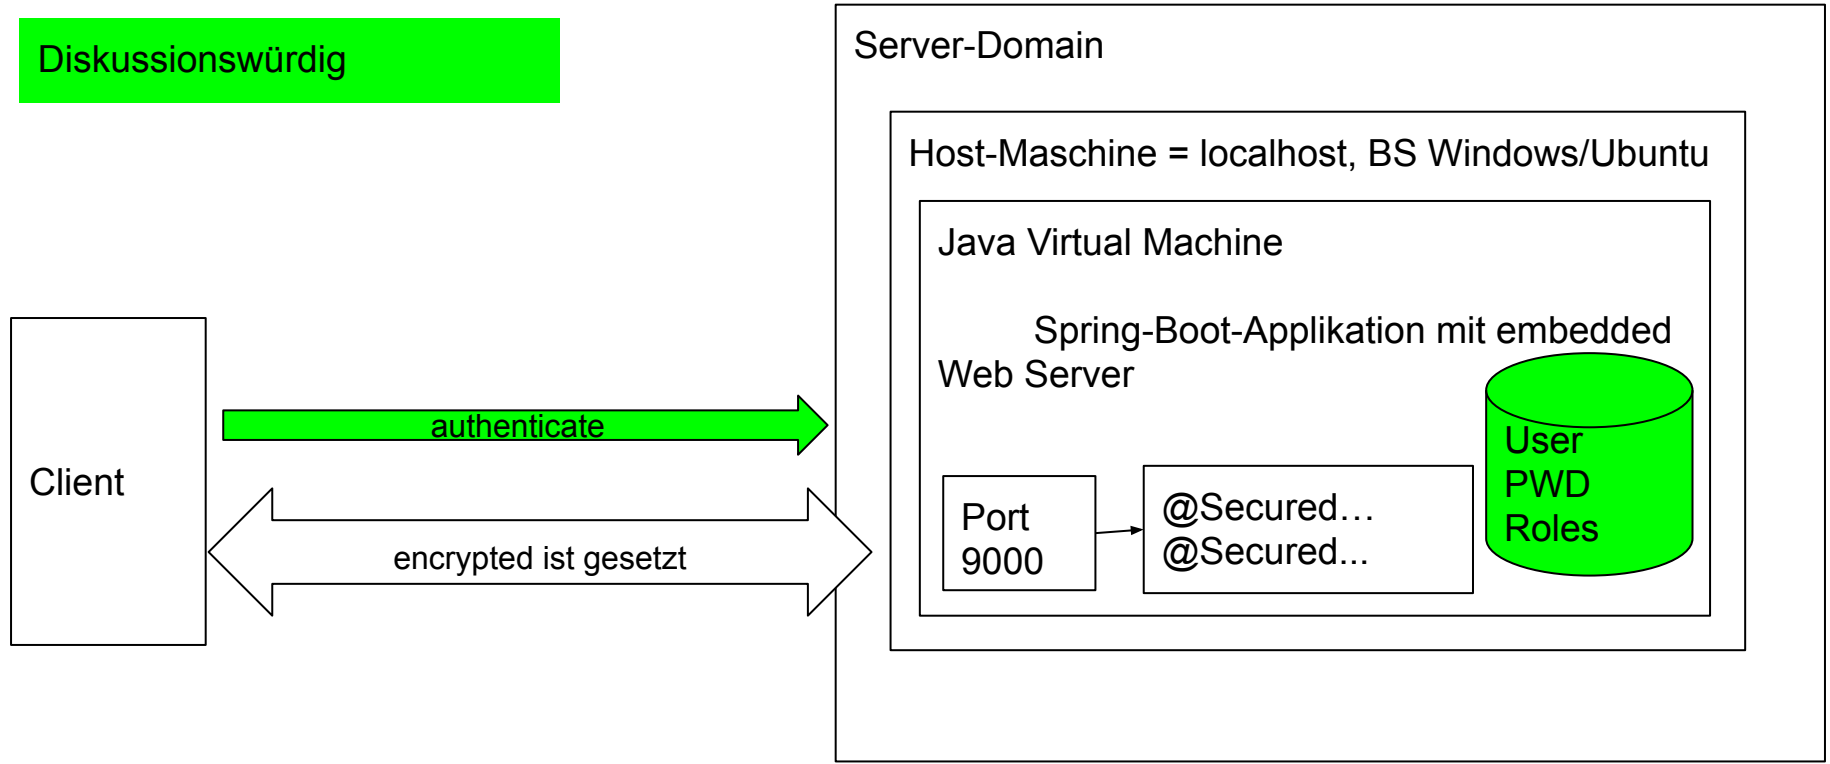 Diskussionswürdig
Server-Domain
Host-Maschine = localhost, BS Windows/Ubuntu
Java Virtual Machine
Spring-Boot-Applikation mit embedded
Web Server
Client
authenticate
encrypted ist gesetzt
Port
9000
@Secured…
@Secured...
User
PWD
Roles